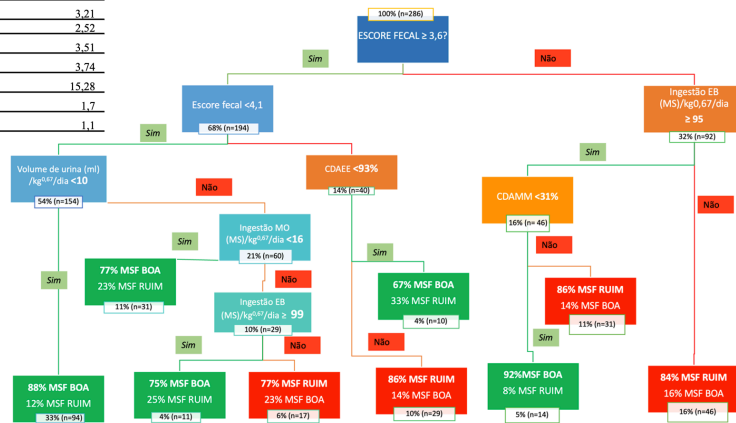 3,21
2,52
3,51
3,74
15,28
1,7
1,1
100% (n=286)
ESCORE FECAL ≥ 3,6?
Sim
Não
Escore fecal <4,1
68% (n=194)
Ingestão EB
(MS)/kg0,67/dia
≥ 95
32% (n=92)
Sim
Não
Volume de urina (ml)
/kg0,67/dia <10
54% (n=154)
CDAEE <93%
14% (n=40)
Sim
Não
CDAMM <31%
16% (n= 46)
Não
Ingestão MO
(MS)/kg0,67/dia <16
21% (n=60)
Sim
Não
Sim
Não
77% MSF BOA
23% MSF RUIM
11% (n=31)
67% MSF BOA
33% MSF RUIM
4% (n=10)
86% MSF RUIM
14% MSF BOA
11% (n=31)
Sim
Não
Ingestão EB
(MS)/kg0,67/dia ≥ 99
10% (n=29)
Sim
Não
Não
Sim
88% MSF BOA
12% MSF RUIM
33% (n=94)
75% MSF BOA
25% MSF RUIM
4% (n=11)
77% MSF RUIM
23% MSF BOA
6% (n=17)
86% MSF RUIM
14% MSF BOA
10% (n=29)
92%MSF BOA
8% MSF RUIM
5% (n=14)
84% MSF RUIM
16% MSF BOA
16% (n=46)